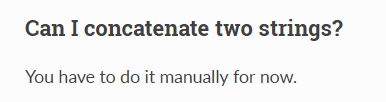 Can I concatenate two strings?
You have to do it manually for now.